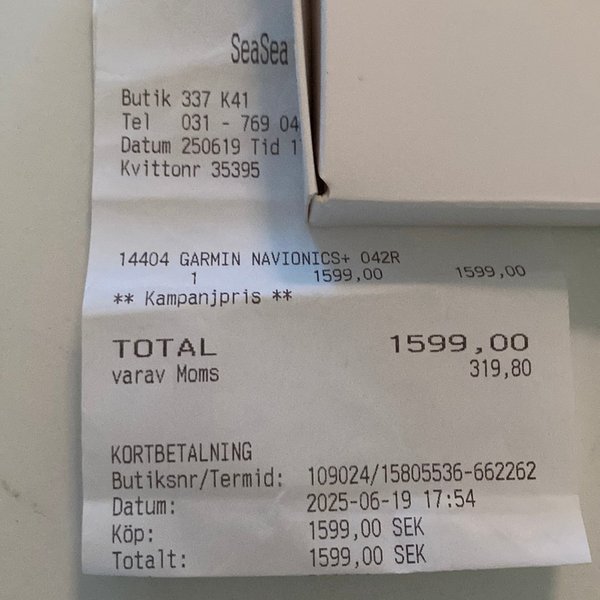 SeaSea
Butik 337 K41
Tel 031 - 769 04
Datum 250619 Tid 1
Kvittonr 35395
14404 GARMIN NAVIONICS+ 042R
1 1599,00 1599,00
** Kampanjpris **
TOTAL 1599,00
varav Moms 319,80
KORTBETALNING
Butiksnr/Termid: 109024/15805536-662262
Datum: 2025-06-19 17:54
Köp: 1599,00 SEK
Totalt: 1599,00 SEK